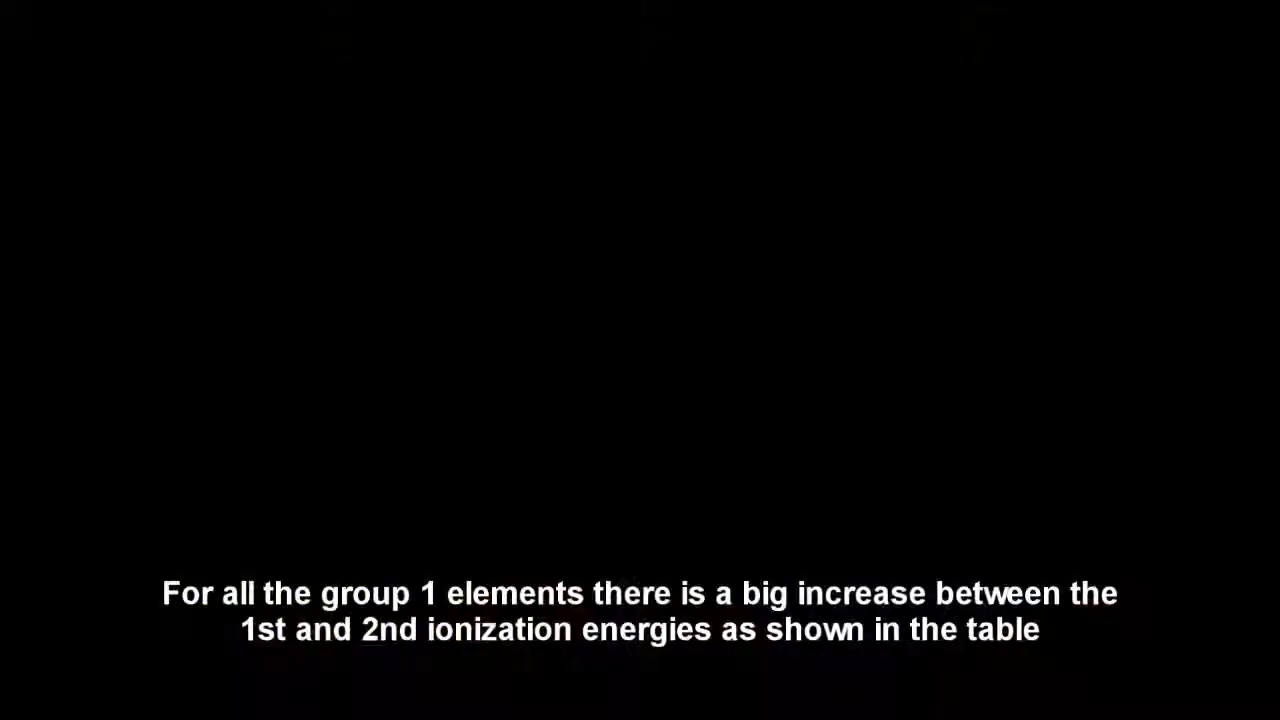 For all the group 1 elements there is a big increase between the
1st and 2nd ionization energies as shown in the table